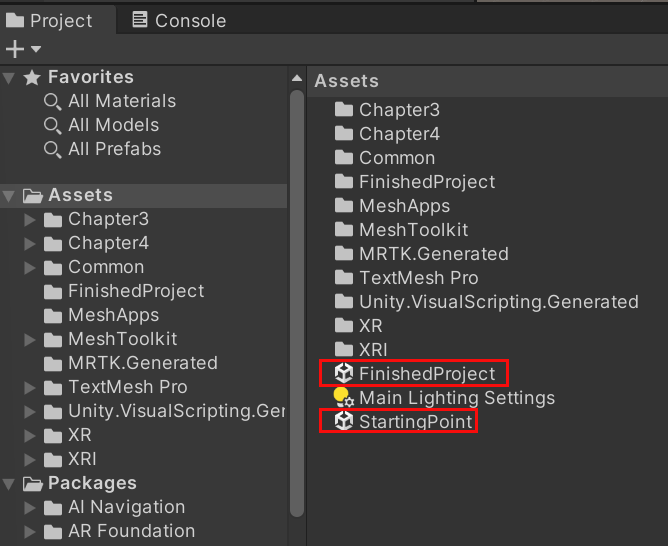 Project
Console
Favorites
All Materials
All Models
All Prefabs
Assets
Chapter3
Chapter4
Common
FinishedProject
MeshApps
MeshToolkit
MRTK.Generated
TextMesh Pro
Unity.VisualScripting.Ger
XR
XRI
Packages
AI Navigation
AR Foundation
Assets
Chapter3
Chapter4
Common
FinishedProject
MeshApps
MeshToolkit
MRTK.Generated
TextMesh Pro
Unity.VisualScripting.Generated
XR
XRI
FinishedProject
Main Lighting Settings
StartingPoint